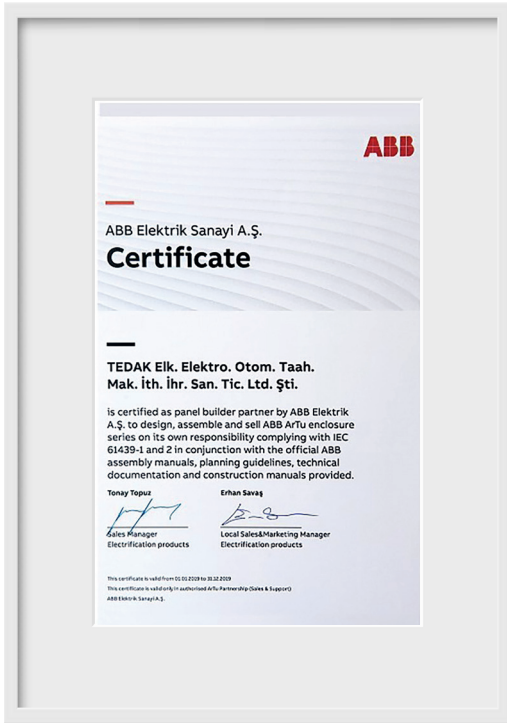 ABB
ABB Elektrik Sanayi A.Ş.
Certificate
TEDAK Elk. Elektro. Otom. Taah.
Mak. İth. İhr. San. Tic. Ltd. Şti.
is certified as panel builder partner by ABB Elektrik
A.Ş. to design, assemble and sell ABB ArTu enclosure
series on its own responsibility complying with IEC
61439-1 and 2 in conjunction with the official ABB
assembly manuals, planning guidelines, technical
documentation and construction manuals provided.
Tonay Topuz Erhan Savaş
Sales Manager Local Sales&Marketing Manager
Electrification products Electrification products
This certificate is valid from 01.01.2019 to 31.12.2019
This certificate is valid only in authorised ArTu Partnership (Sales & Support)
ABB Elektrik Sanayi A.Ş.